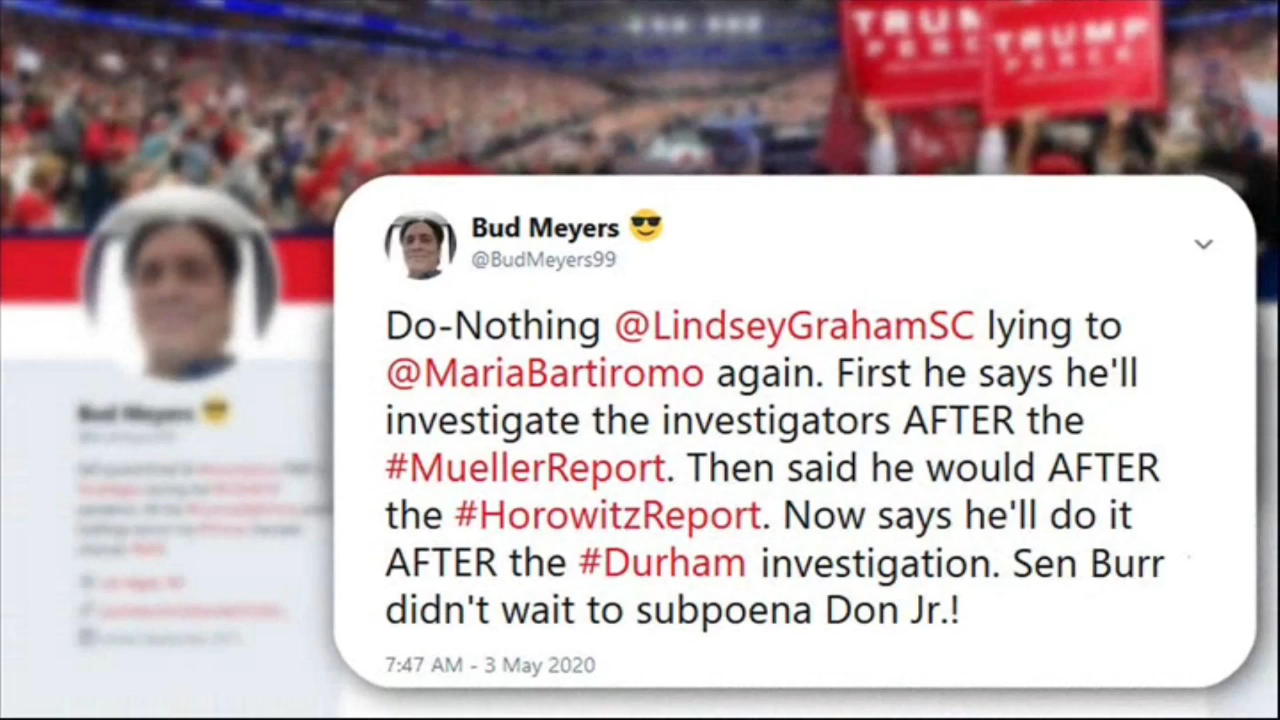 TRUMP
PENCE
TRUMP
PENCE
Bud Meyers 😎
@BudMeyers99
Do-Nothing @LindseyGrahamSC lying to
@MariaBartiromo again. First he says he'll
investigate the investigators AFTER the
#MuellerReport. Then said he would AFTER
the #HorowitzReport. Now says he'll do it
AFTER the #Durham investigation. Sen Burr
didn't wait to subpoena Don Jr.!
7:47 AM - 3 May 2020
Bud Meyers 😎